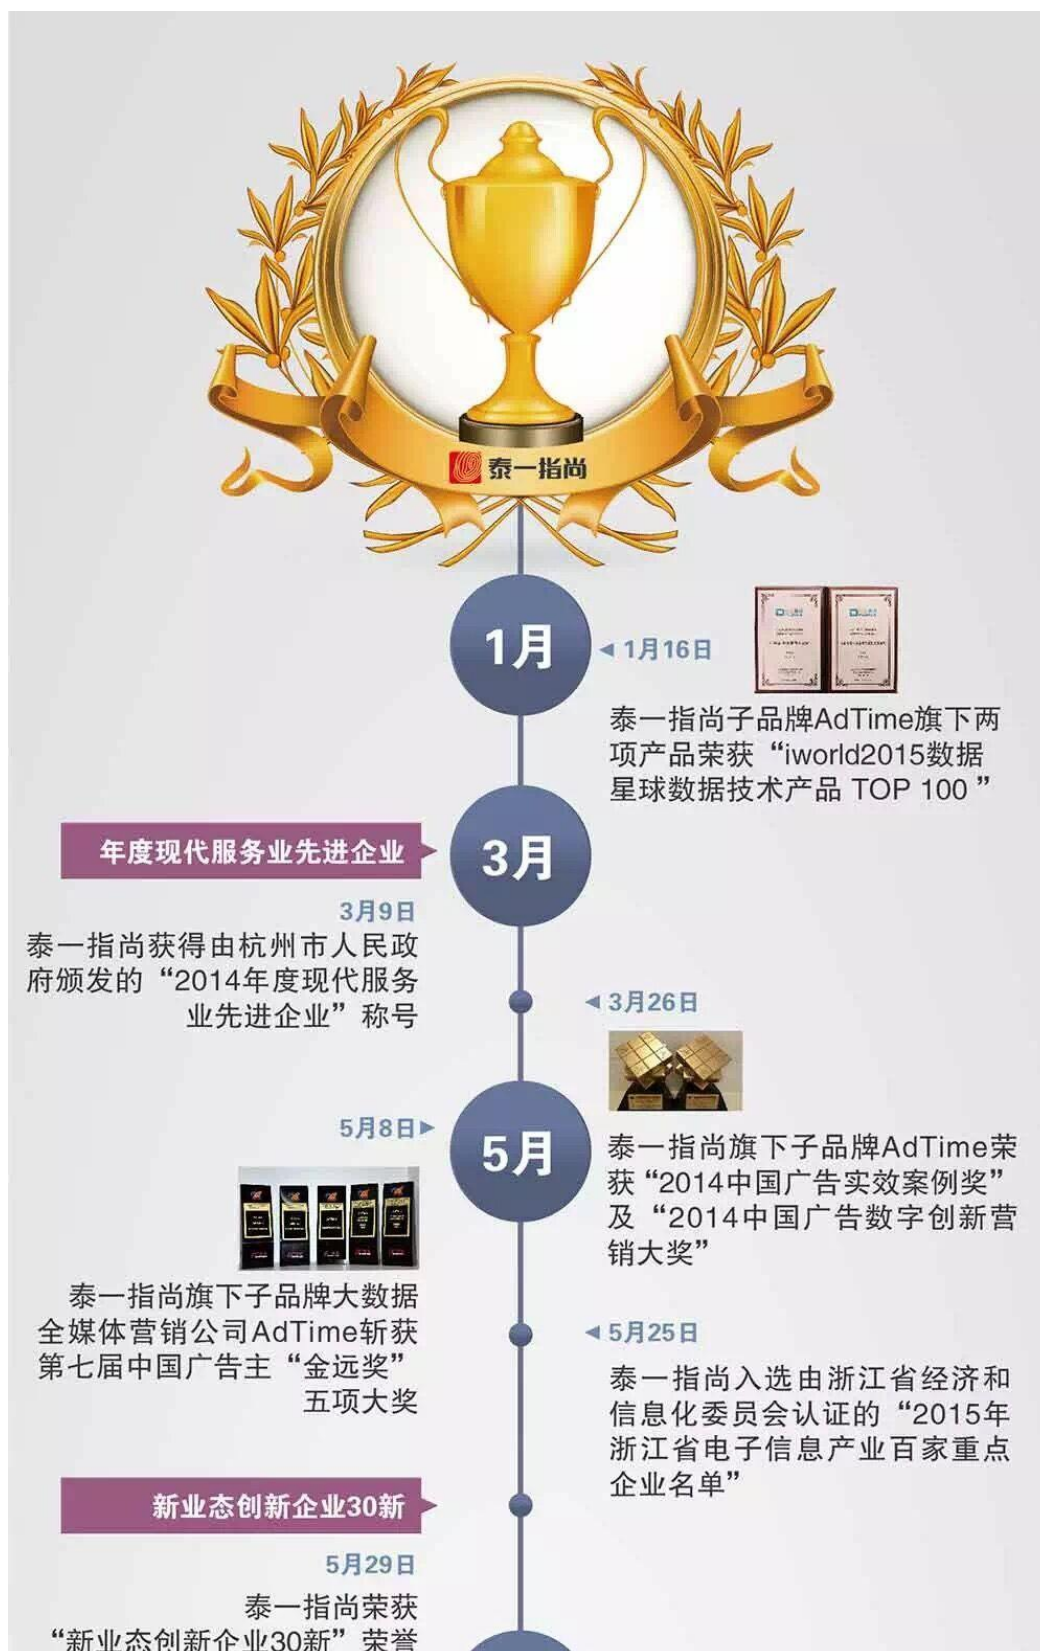 泰一指尚
1月
1月16日
泰一指尚子品牌AdTime旗下两
项产品荣获“iworld2015数据
星球数据技术产品 TOP 100 ”
年度现代服务业先进企业
3月
3月9日
泰一指尚获得由杭州市人民政
府颁发的“2014年度现代服务
业先进企业”称号
3月26日
泰一指尚旗下子品牌AdTime荣
获“2014中国广告实效案例奖”
及“2014中国广告数字创新营
销大奖”
5月
5月8日
泰一指尚旗下子品牌大数据
全媒体营销公司AdTime斩获
第七届中国广告主“金远奖”
五项大奖
5月25日
泰一指尚入选由浙江省经济和
信息化委员会认证的“2015年
浙江省电子信息产业百家重点
企业名单”
新业态创新企业30新
5月29日
泰一指尚荣获
“新业态创新企业30新”荣誉